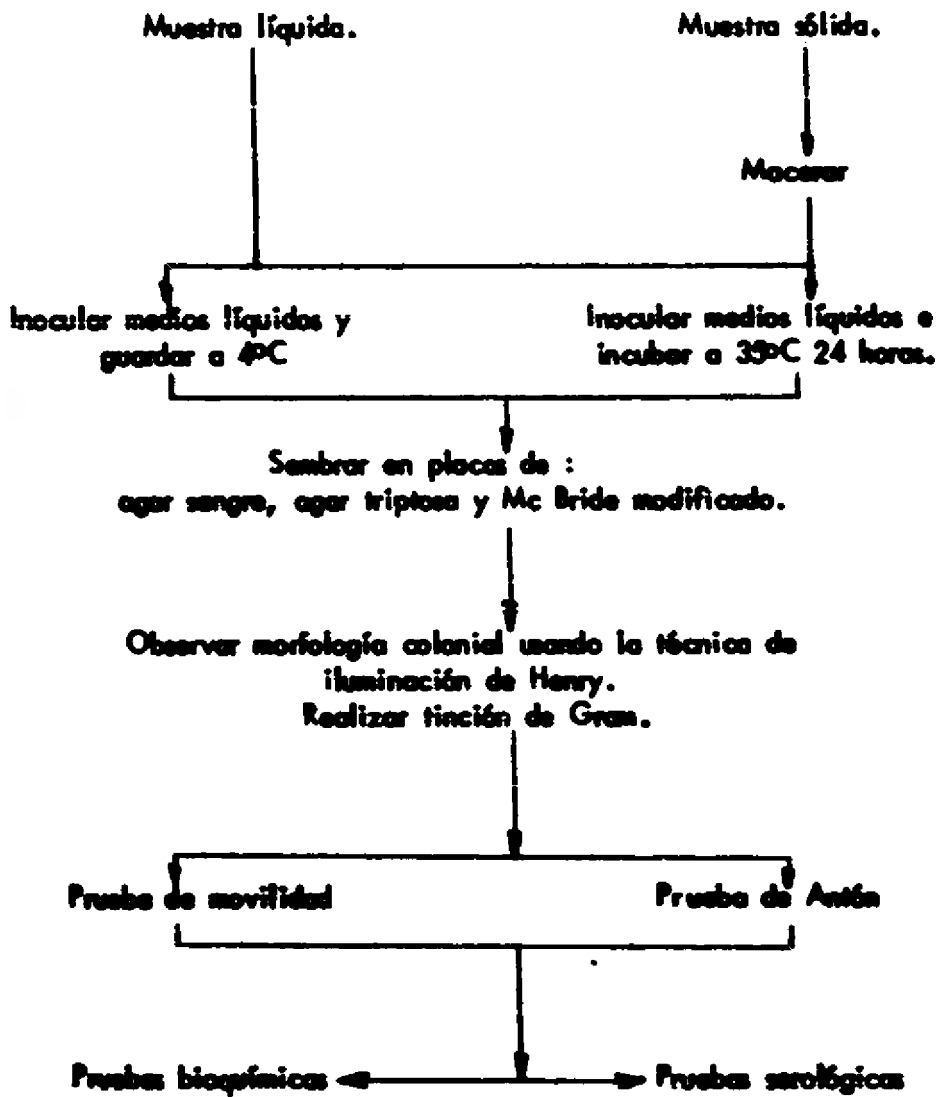 Muestra líquida.
Muestra sólida.
Macerar
Inocular medios líquidos y
guardar a 4ºC
Inocular medios líquidos e
incubar a 35ºC 24 horas.
Sembrar en placas de :
agar sangre, agar triptosa y Mc Bride modificado.
Observar morfología colonial usando la técnica de
iluminación de Henry.
Realizar tinción de Gram.
Prueba de movilidad
Prueba de Antón
Pruebas bioquímicas
Pruebas serológicas